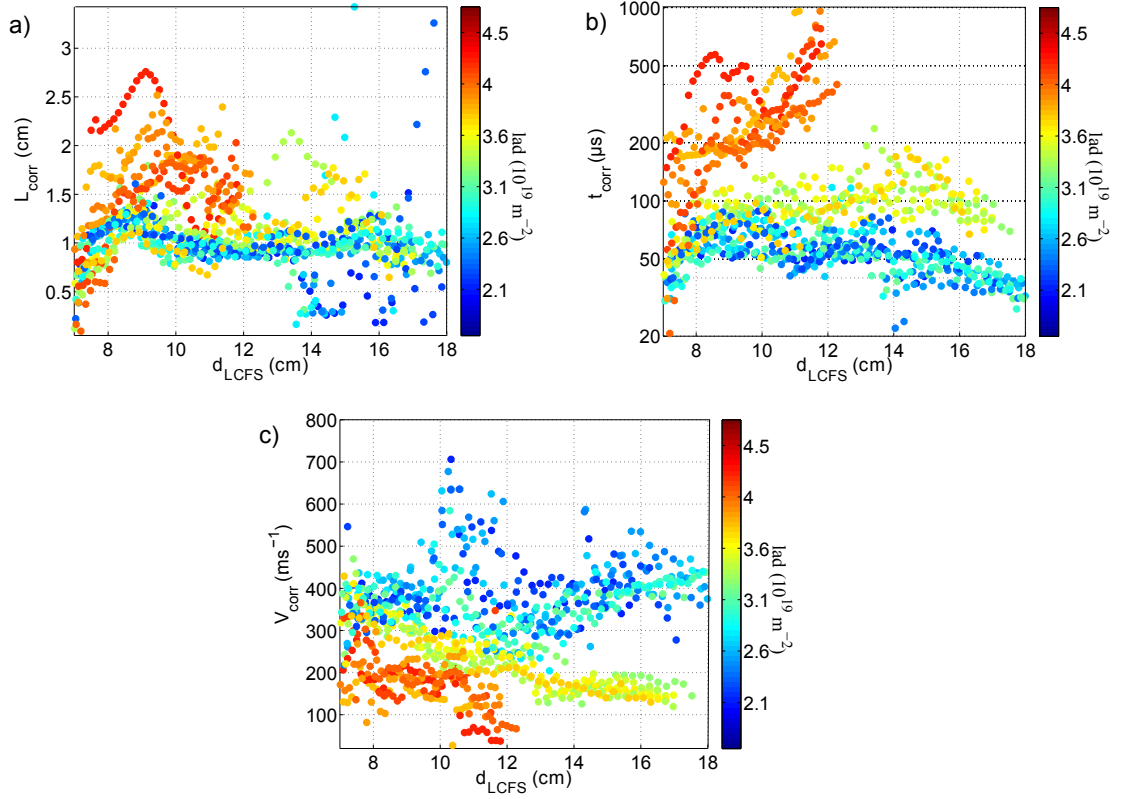 a)
3
2.5
2
1.5
1
0.5
L_corr (cm)
8 10 12 14 16 18
d_LCFS (cm)
4.5
4
3.6
3.1
2.6
2.1
lad (10^19 m^−2)
b)
1000
500
200
100
50
20
t_corr (µs)
8 10 12 14 16 18
d_LCFS (cm)
4.5
4
3.6
3.1
2.6
2.1
lad (10^19 m^−2)
c)
800
700
600
500
400
300
200
100
V_corr (ms^−1)
8 10 12 14 16 18
d_LCFS (cm)
4.5
4
3.6
3.1
2.6
2.1
lad (10^19 m^−2)